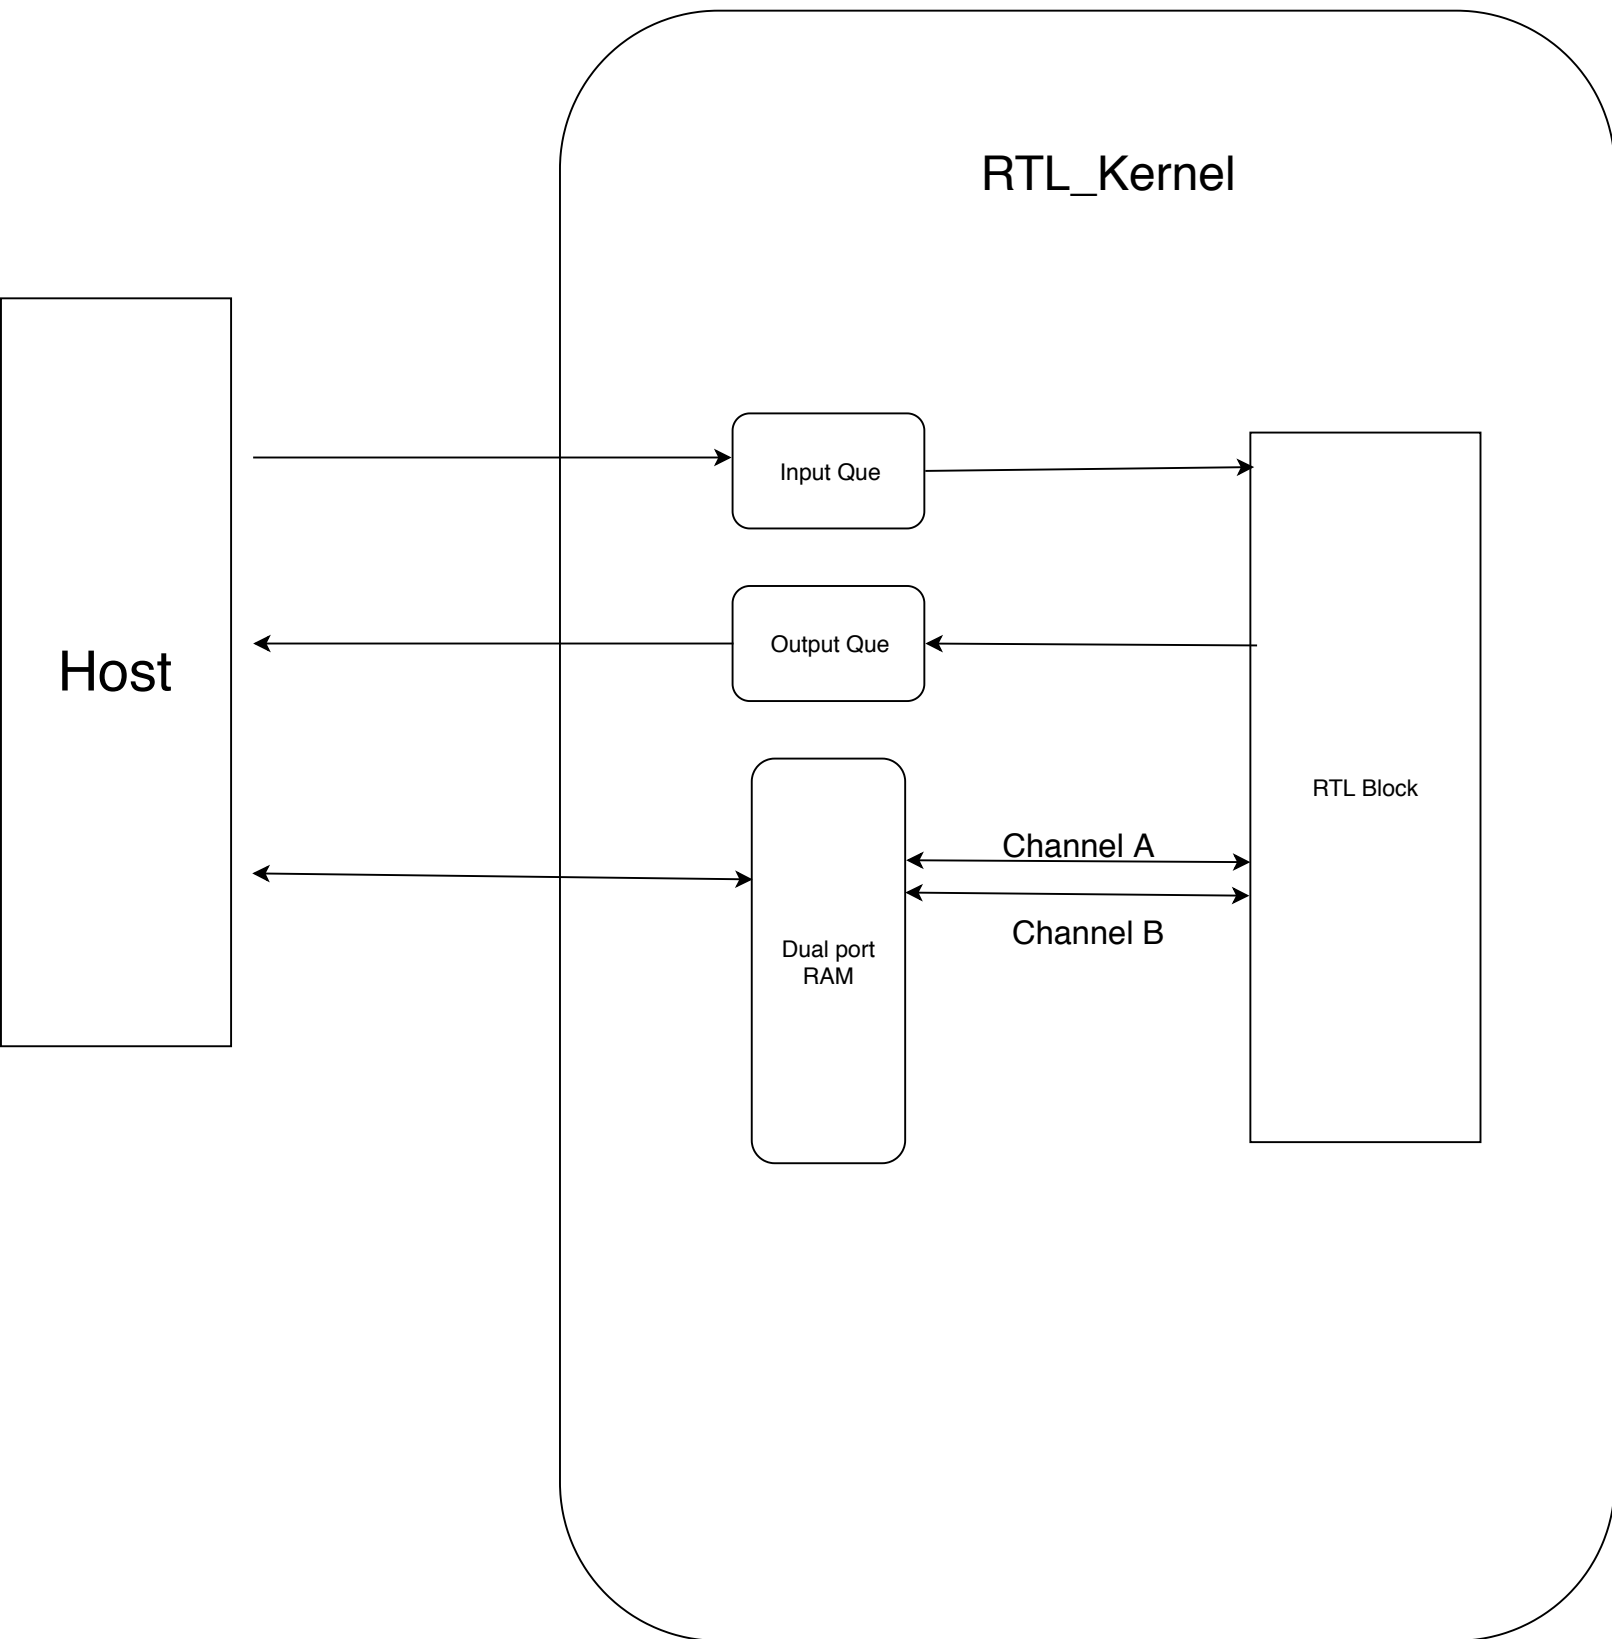 RTL_Kernel
Input Que
Output Que
Host
RTL Block
Channel A
Channel B
Dual port
RAM